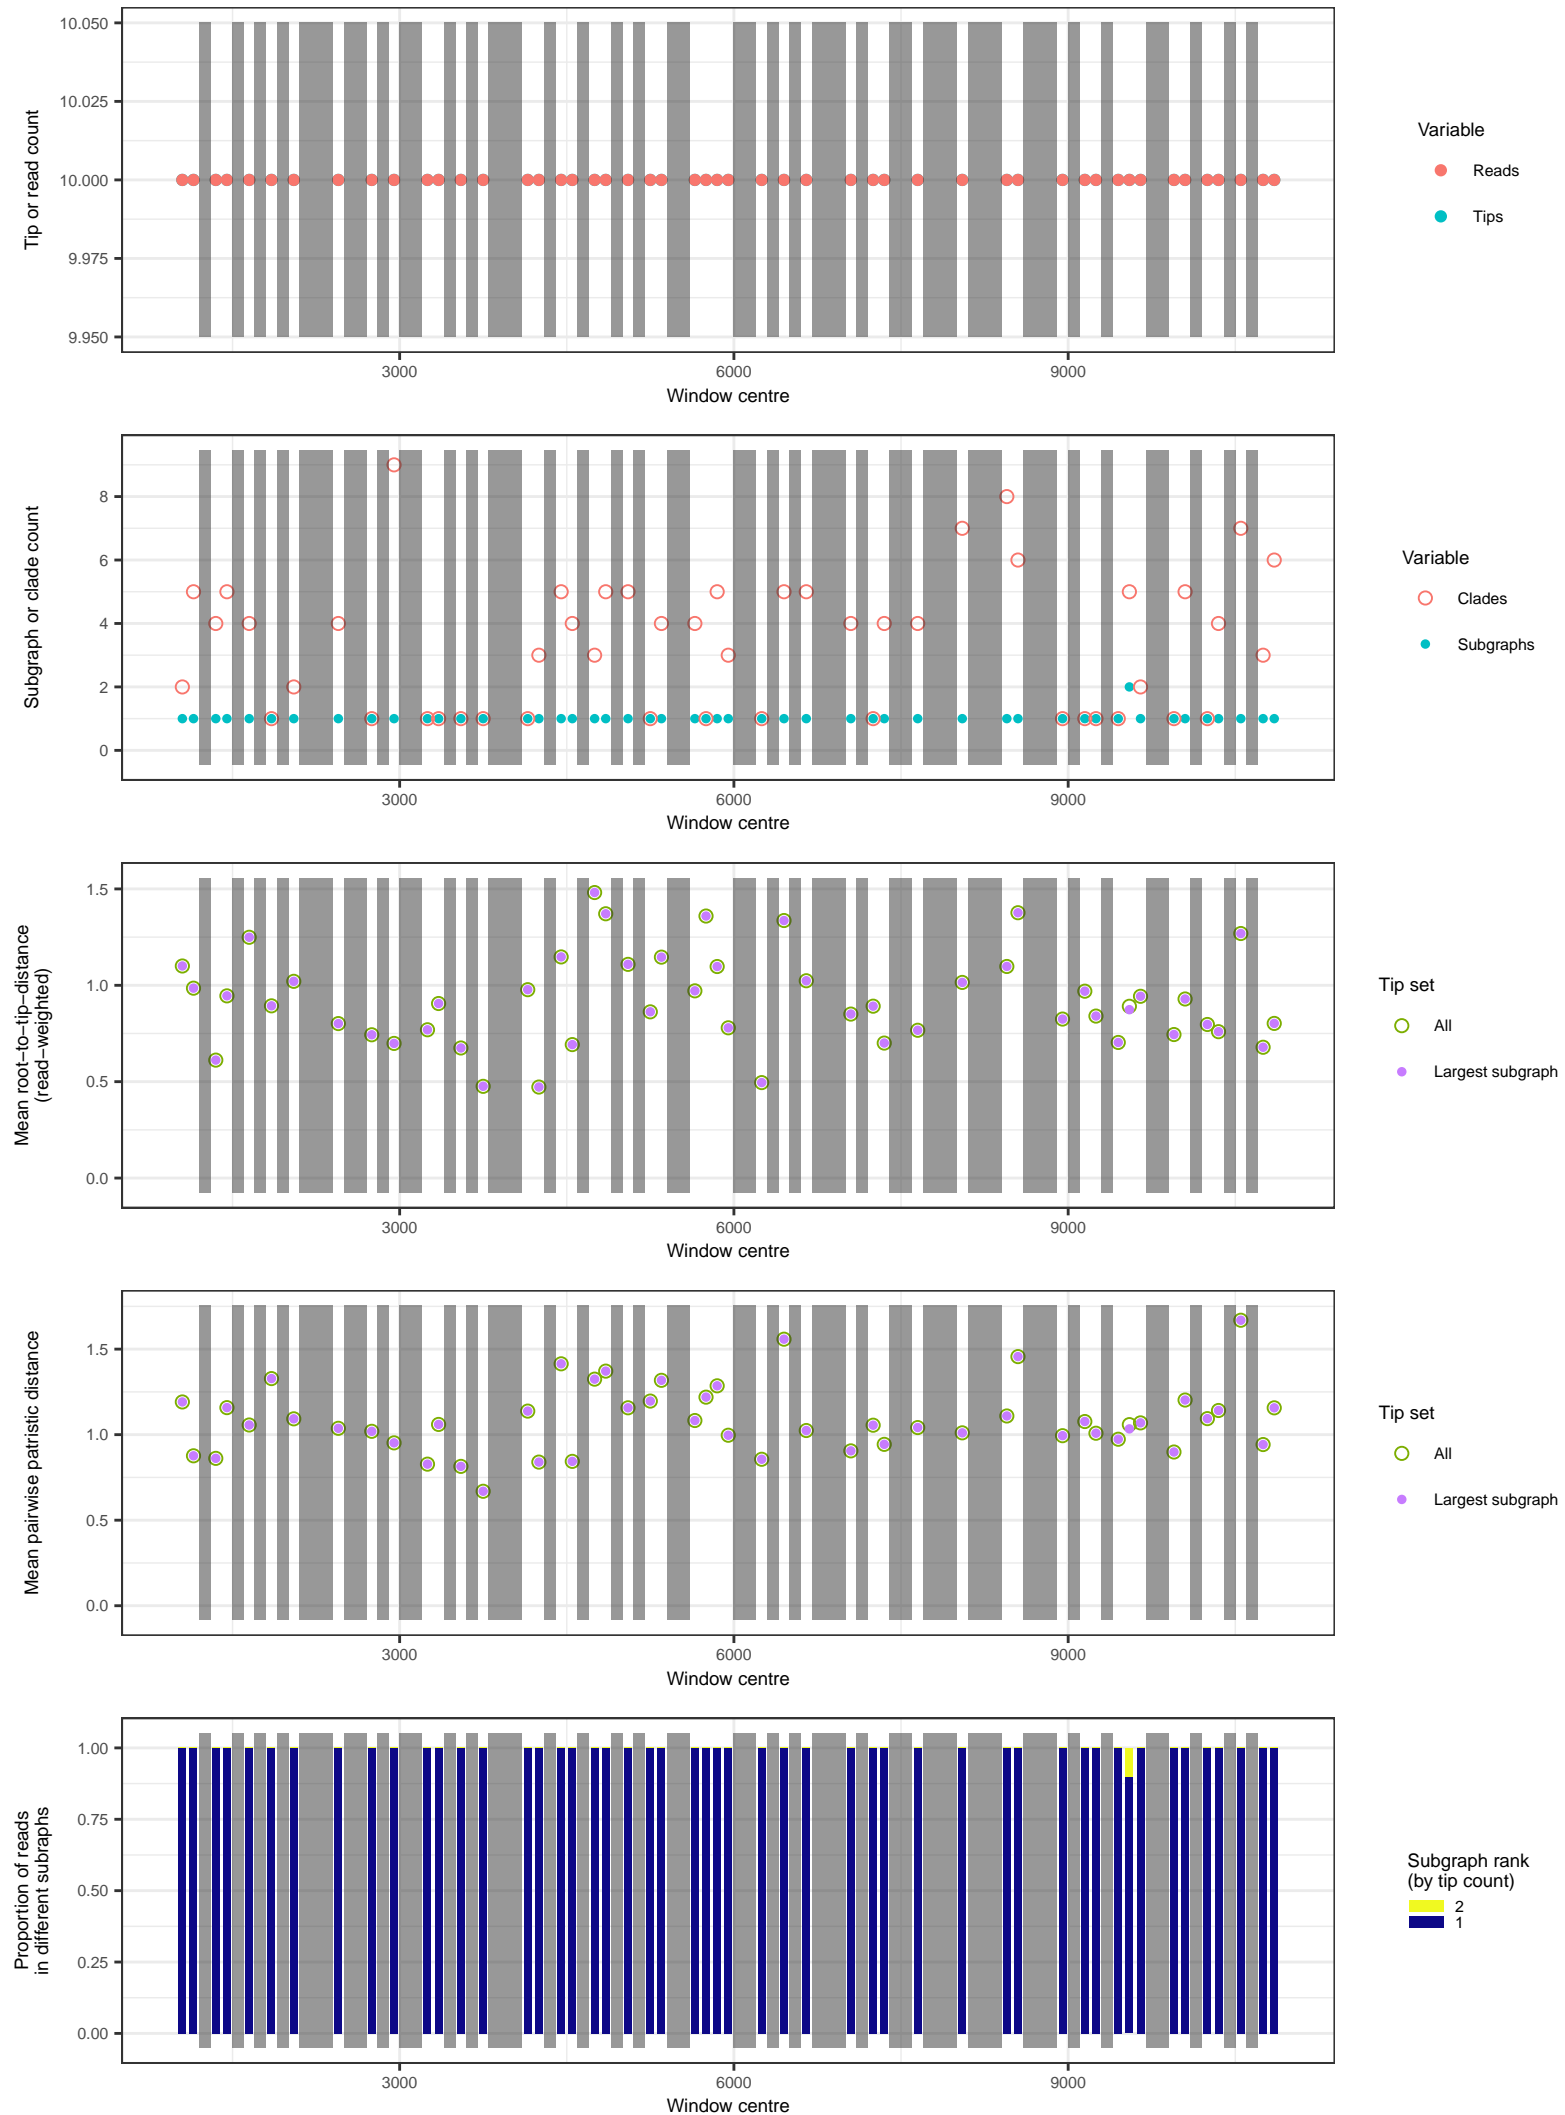 10.050
10.025
10.000
9.975
9.950
Tip or read count
3000
6000
9000
Window centre
Variable
Reads
Tips
8
6
4
2
0
Subgraph or clade count
3000
6000
9000
Window centre
Variable
Clades
Subgraphs
1.5
1.0
0.5
0.0
Mean root−to−tip−distance
(read−weighted)
3000
6000
9000
Window centre
Tip set
All
Largest subgraph
1.5
1.0
0.5
0.0
Mean pairwise patristic distance
3000
6000
9000
Window centre
Tip set
All
Largest subgraph
1.00
0.75
0.50
0.25
0.00
Proportion of reads
in different subraphs
3000
6000
9000
Window centre
Subgraph rank
(by tip count)
2
1